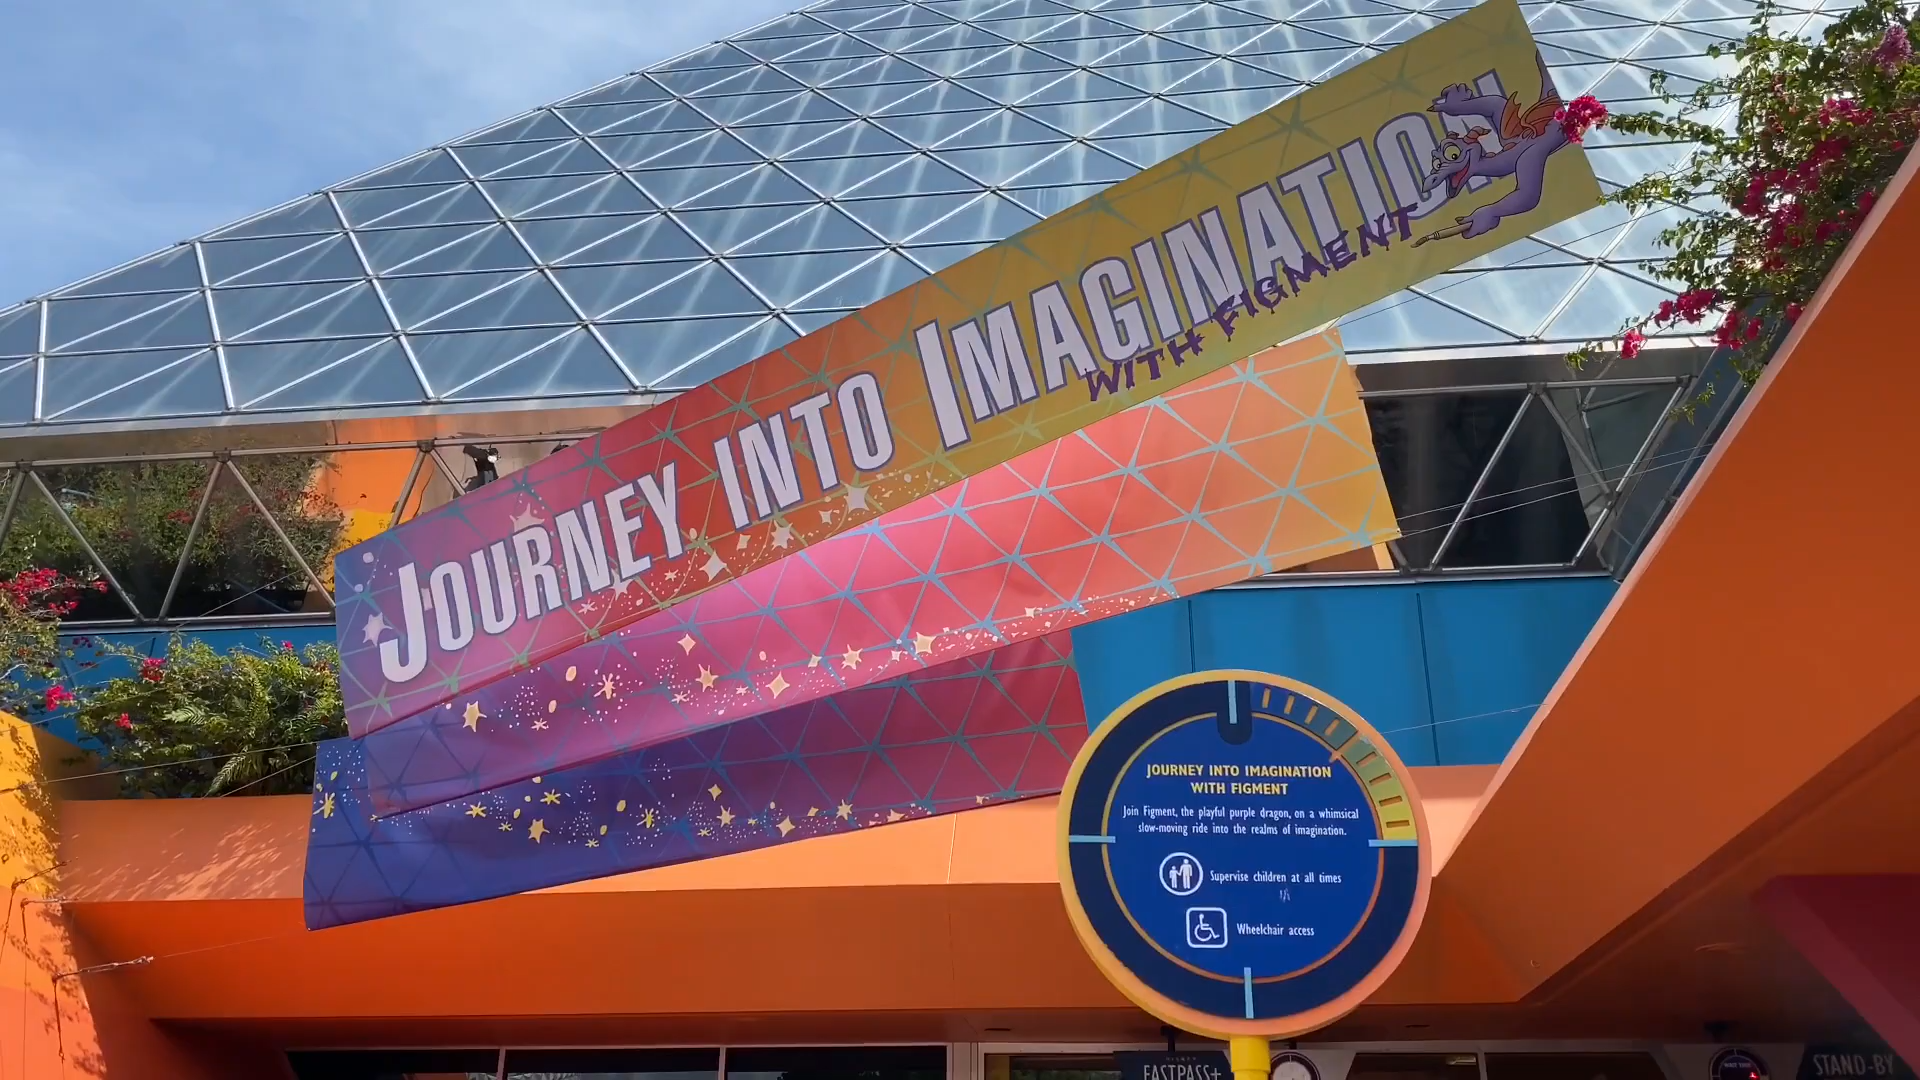 JOURNEY INTO IMAGINATION
WITH FIGMENT
JOURNEY INTO IMAGINATION
WITH FIGMENT
Join Figment, the playful purple dragon, on a whimsical
slow-moving ride into the realms of imagination.
Supervise children at all times
Wheelchair access
FASTPASS+
STAND-BY